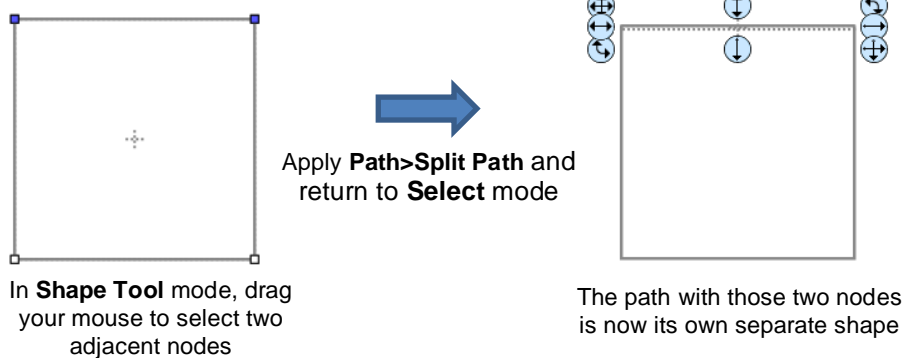 Apply Path>Split Path and
return to Select mode
In Shape Tool mode, drag
your mouse to select two
adjacent nodes
The path with those two nodes
is now its own separate shape